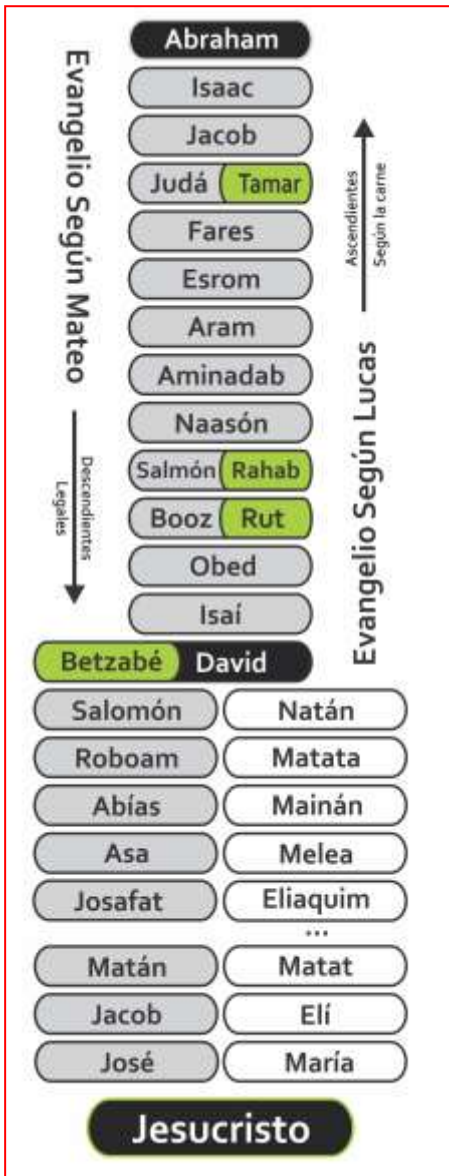 Abraham
Evangelio Según Mateo
Descendientes
Legales
Isaac
Jacob
Judá Tamar
Fares
Esrom
Aram
Aminadab
Naasón
Salmón Rahab
Booz Rut
Obed
Isaí
Ascendientes
Según la carne
Evangelio Según Lucas
Betzabé David
Salomón Natán
Roboam Matata
Abías Mainán
Asa Melea
Josafat Eliaquim
...
Matán Matat
Jacob Elí
José María
Jesucristo